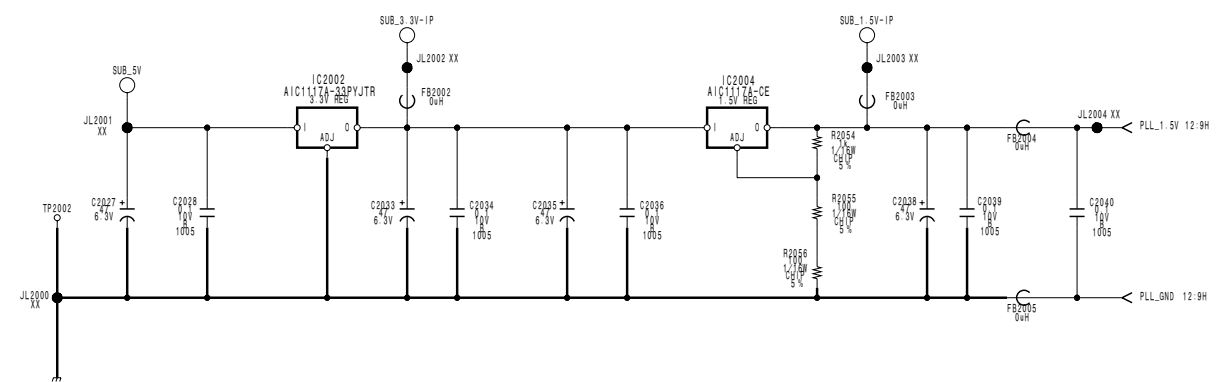 SUB_3.3V-IP
SUB_1.5V-IP
JL2002 XX
JL2003 XX
SUB_5V
IC2002
AIC1117A-33PYJTR
3.3V REG
FB2002
0uH
IC2004
AIC1117A-CE
1.5V REG
FB2003
0uH
JL2001
XX
I
O
ADJ
I
O
ADJ
JL2004 XX
PLL_1.5V 12:9H
FB2004
0uH
R2054
1k
1/16W
CHIP
5%
TP2002
C2027
47
6.3V
+
C2028
0.1
10V
B
1005
C2033
47
6.3V
+
C2034
0.1
10V
B
1005
C2035
47
6.3V
+
C2036
0.1
10V
B
1005
R2055
100
1/16W
CHIP
5%
C2038
47
6.3V
+
C2039
0.1
10V
B
1005
C2040
0.1
10V
B
1005
R2056
100
1/16W
CHIP
5%
JL2000
XX
PLL_GND 12:9H
FB2005
0uH